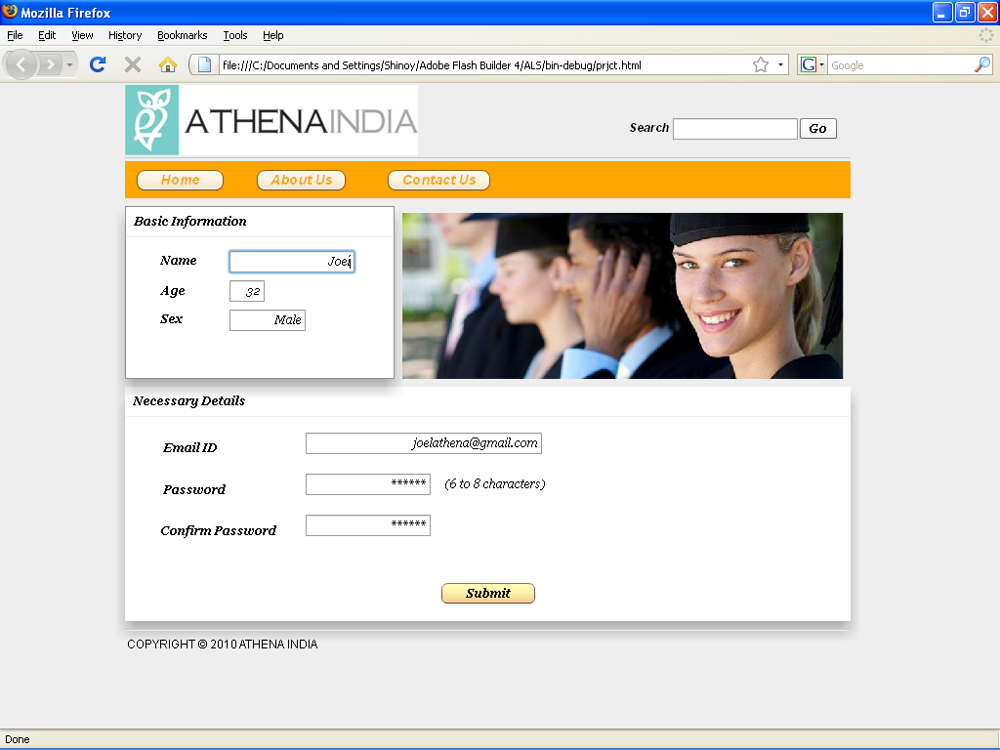 Mozilla Firefox
File Edit View History Bookmarks Tools Help
file:///C:/Documents and Settings/Shinoy/Adobe Flash Builder 4/ALS/bin-debug/prjct.html
G Google
ATHENAINDIA
Search Go
Home About Us Contact Us
Basic Information
Name Joel
Age 32
Sex Male
Necessary Details
Email ID joelathena@gmail.com
Password ****** (6 to 8 characters)
Confirm Password ******
Submit
COPYRIGHT © 2010 ATHENA INDIA
Done